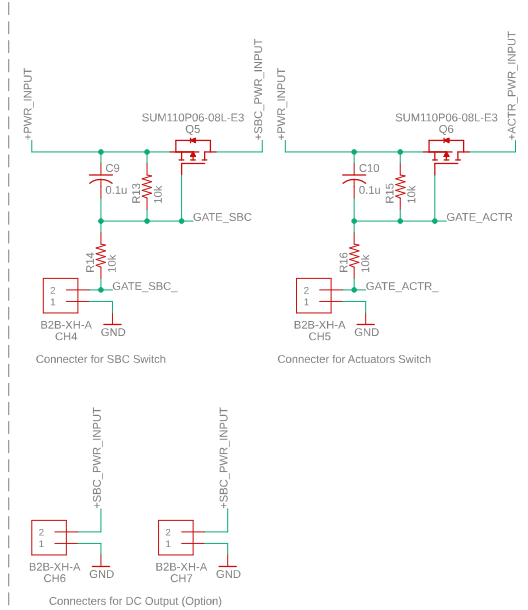 +PWR_INPUT
SUM110P06-08L-E3
Q5
+SBC_PWR_INPUT
C9
0.1u
R13
10k
GATE_SBC
R14
10k
GATE_SBC_
2
1
B2B-XH-A
CH4
GND
Connecter for SBC Switch
+PWR_INPUT
SUM110P06-08L-E3
Q6
+ACTR_PWR_INPUT
C10
0.1u
R15
10k
GATE_ACTR
R16
10k
GATE_ACTR_
2
1
B2B-XH-A
CH5
GND
Connecter for Actuators Switch
+SBC_PWR_INPUT
2
1
B2B-XH-A
CH6
GND
+SBC_PWR_INPUT
2
1
B2B-XH-A
CH7
GND
Connecters for DC Output (Option)